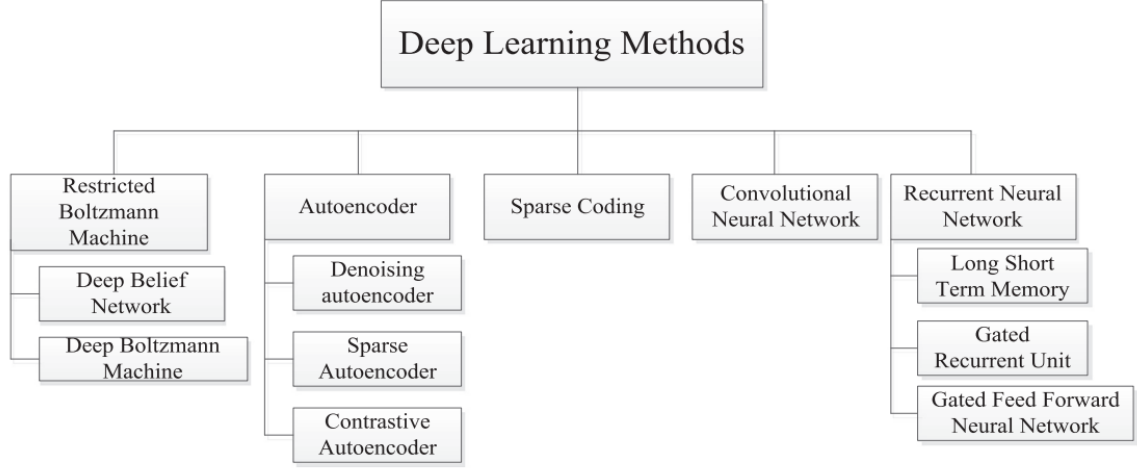 Deep Learning Methods
Restricted
Boltzmann
Machine
Deep Belief
Network
Deep Boltzmann
Machine
Autoencoder
Denoising
autoencoder
Sparse
Autoencoder
Contrastive
Autoencoder
Sparse Coding
Convolutional
Neural Network
Recurrent Neural
Network
Long Short
Term Memory
Gated
Recurrent Unit
Gated Feed Forward
Neural Network